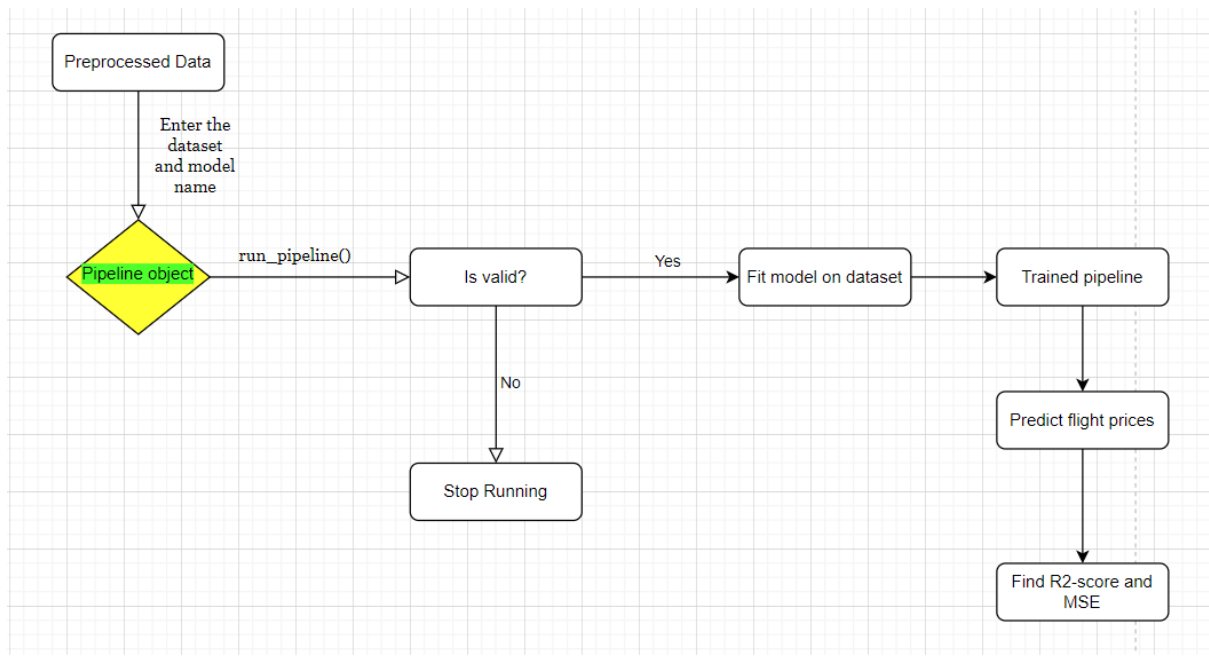 Preprocessed Data
Enter the
dataset
and model
name
Pipeline object
run_pipeline()
Is valid?
Yes
Fit model on dataset
Trained pipeline
No
Predict flight prices
Stop Running
Find R2-score and
MSE